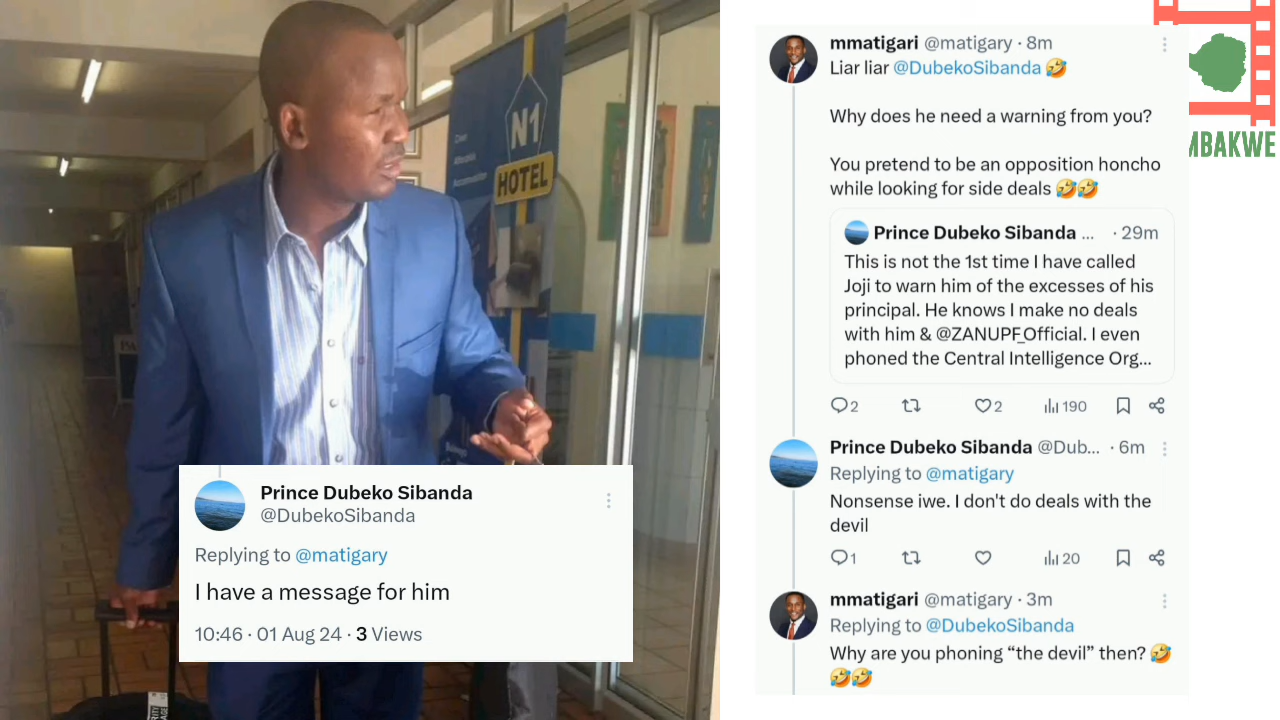 N1
HOTEL
Prince Dubeko Sibanda
@DubekoSibanda
Replying to @matigary
I have a message for him
10:46 · 01 Aug 24 · 3 Views
mmatigari @matigary · 8m
Liar liar @DubekoSibanda 🤣
Why does he need a warning from you?
You pretend to be an opposition honcho
while looking for side deals 🤣🤣
Prince Dubeko Sibanda ... · 29m
This is not the 1st time I have called
Joji to warn him of the excesses of his
principal. He knows I make no deals
with him & @ZANUPF_Official. I even
phoned the Central Intelligence Org...
2 2 190
Prince Dubeko Sibanda @Dub... · 6m
Replying to @matigary
Nonsense iwe. I don't do deals with the
devil
1 20
mmatigari @matigary · 3m
Replying to @DubekoSibanda
Why are you phoning “the devil” then? 🤣
🤣🤣
MBAKWE